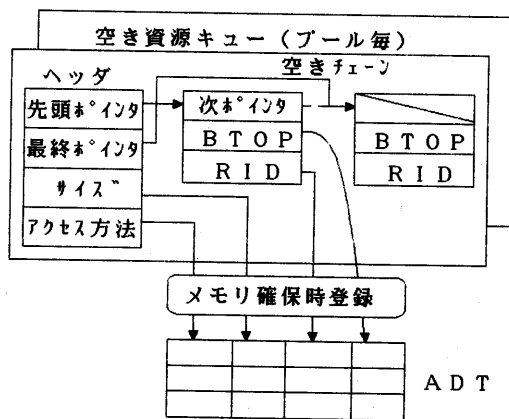 空き資源キュー（プール毎）
空きチェーン
ヘッダ
先頭ﾎﾟｲﾝﾀ
最終ﾎﾟｲﾝﾀ
ｻｲｽﾞ
ｱｸｾｽ方法
次ﾎﾟｲﾝﾀ
ＢＴＯＰ
ＲＩＤ
ＢＴＯＰ
ＲＩＤ
メモリ確保時登録
ＡＤＴ